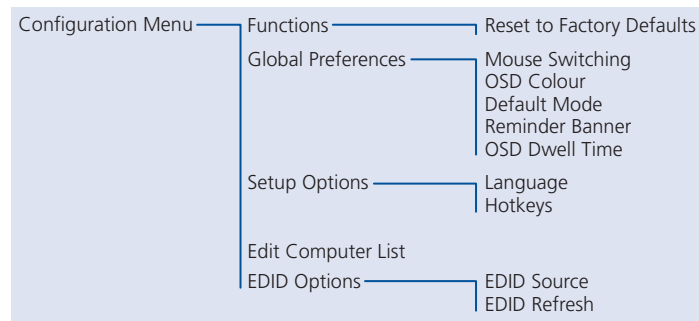 Configuration Menu
Functions
Reset to Factory Defaults
Global Preferences
Mouse Switching
OSD Colour
Default Mode
Reminder Banner
OSD Dwell Time
Setup Options
Language
Hotkeys
Edit Computer List
EDID Options
EDID Source
EDID Refresh